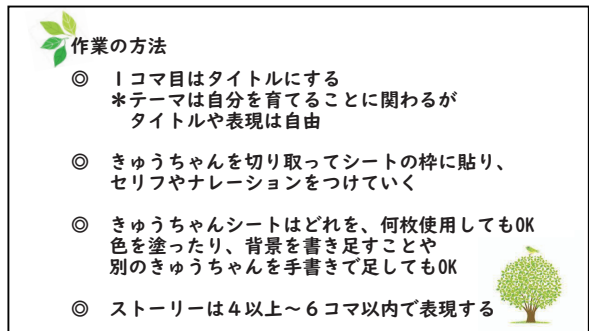 作業の方法
◎ 1コマ目はタイトルにする
＊テーマは自分を育てることに関わるが
タイトルや表現は自由
◎ きゅうちゃんを切り取ってシートの枠に貼り、
セリフやナレーションをつけていく
◎ きゅうちゃんシートはどれを、何枚使用してもOK
色を塗ったり、背景を書き足すことや
別のきゅうちゃんを手書きで足してもOK
◎ ストーリーは４以上～６コマ以内で表現する